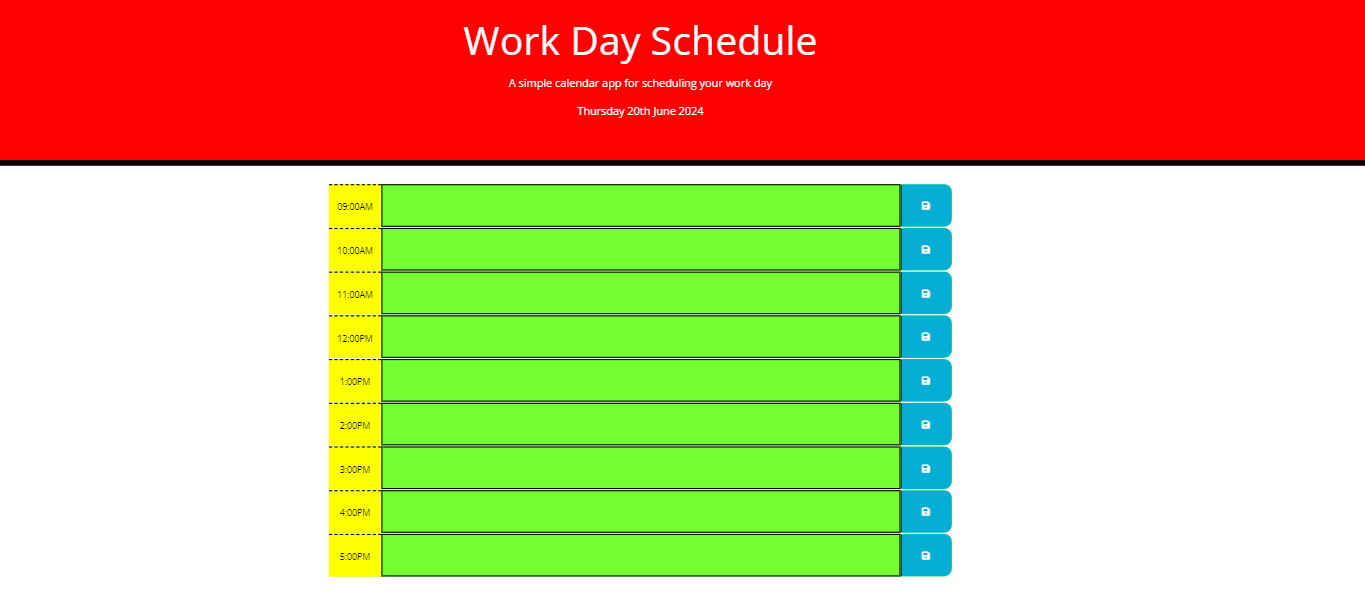 Work Day Schedule
A simple calendar app for scheduling your work day
Thursday 20th June 2024
09:00AM
10:00AM
11:00AM
12:00PM
1:00PM
2:00PM
3:00PM
4:00PM
5:00PM